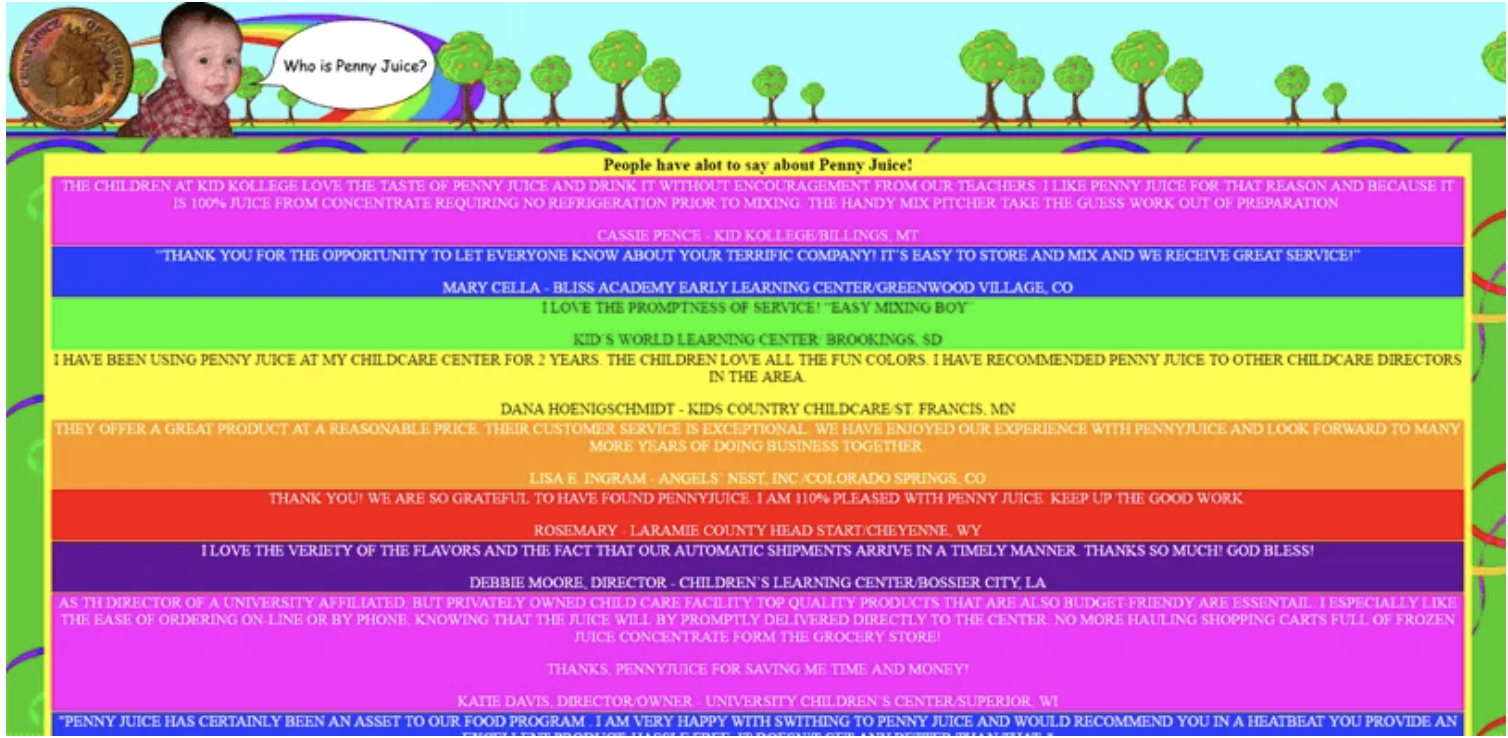 PENNY JUICE OF AMERICA
Who is Penny Juice?
People have alot to say about Penny Juice!
THE CHILDREN AT KID KOLLEGE LOVE THE TASTE OF PENNY JUICE AND DRINK IT WITHOUT ENCOURAGEMENT FROM OUR TEACHERS. I LIKE PENNY JUICE FOR THAT REASON AND BECAUSE IT
IS 100% JUICE FROM CONCENTRATE REQUIRING NO REFRIGERATION PRIOR TO MIXING. THE HANDY MIX PITCHER TAKE THE GUESS WORK OUT OF PREPARATION
CASSIE PENCE - KID KOLLEGE/BILLINGS, MT
“THANK YOU FOR THE OPPORTUNITY TO LET EVERYONE KNOW ABOUT YOUR TERRIFIC COMPANY! IT’S EASY TO STORE AND MIX AND WE RECEIVE GREAT SERVICE!”
MARY CELLA - BLISS ACADEMY EARLY LEARNING CENTER/GREENWOOD VILLAGE, CO
I LOVE THE PROMPTNESS OF SERVICE! “EASY MIXING BOY”
KID´S WORLD LEARNING CENTER/ BROOKINGS, SD
I HAVE BEEN USING PENNY JUICE AT MY CHILDCARE CENTER FOR 2 YEARS. THE CHILDREN LOVE ALL THE FUN COLORS. I HAVE RECOMMENDED PENNY JUICE TO OTHER CHILDCARE DIRECTORS
IN THE AREA.
DANA HOENIGSCHMIDT - KIDS COUNTRY CHILDCARE/ST. FRANCIS, MN
THEY OFFER A GREAT PRODUCT AT A REASONABLE PRICE. THEIR CUSTOMER SERVICE IS EXCEPTIONAL. WE HAVE ENJOYED OUR EXPERIENCE WITH PENNYJUICE AND LOOK FORWARD TO MANY
MORE YEARS OF DOING BUSINESS TOGETHER.
LISA E. INGRAM - ANGELS´ NEST, INC./COLORADO SPRINGS, CO
THANK YOU! WE ARE SO GRATEFUL TO HAVE FOUND PENNYJUICE. I AM 110% PLEASED WITH PENNY JUICE. KEEP UP THE GOOD WORK
ROSEMARY - LARAMIE COUNTY HEAD START/CHEYENNE, WY
I LOVE THE VERIETY OF THE FLAVORS AND THE FACT THAT OUR AUTOMATIC SHIPMENTS ARRIVE IN A TIMELY MANNER. THANKS SO MUCH! GOD BLESS!
DEBBIE MOORE, DIRECTOR - CHILDREN’S LEARNING CENTER/BOSSIER CITY, LA
AS TH DIRECTOR OF A UNIVERSITY AFFILIATED, BUT PRIVATELY OWNED CHILD CARE FACILITY TOP QUALITY PRODUCTS THAT ARE ALSO BUDGET-FRIENDY ARE ESSENTAIL. I ESPECIALLY LIKE
THE EASE OF ORDERING ON-LINE OR BY PHONE, KNOWING THAT THE JUICE WILL BY PROMPTLY DELIVERED DIRECTLY TO THE CENTER. NO MORE HAULING SHOPPING CARTS FULL OF FROZEN
JUICE CONCENTRATE FORM THE GROCERY STORE!
THANKS, PENNYJUICE FOR SAVING ME TIME AND MONEY!
KATIE DAVIS, DIRECTOR/OWNER - UNIVERSITY CHILDREN’S CENTER/SUPERIOR, WI
"PENNY JUICE HAS CERTAINLY BEEN AN ASSET TO OUR FOOD PROGRAM . I AM VERY HAPPY WITH SWITHING TO PENNY JUICE AND WOULD RECOMMEND YOU IN A HEATBEAT YOU PROVIDE AN